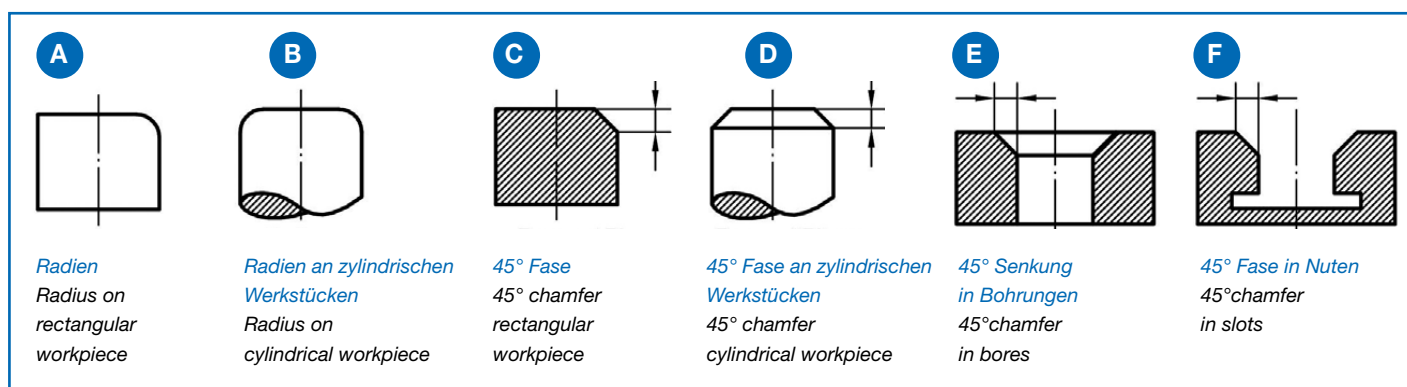 A
B
C
D
E
F
Radien
Radius on
rectangular
workpiece
Radien an zylindrischen
Werkstücken
Radius on
cylindrical workpiece
45° Fase
45° chamfer
rectangular
workpiece
45° Fase an zylindrischen
Werkstücken
45° chamfer
cylindrical workpiece
45° Senkung
in Bohrungen
45°chamfer
in bores
45° Fase in Nuten
45°chamfer
in slots